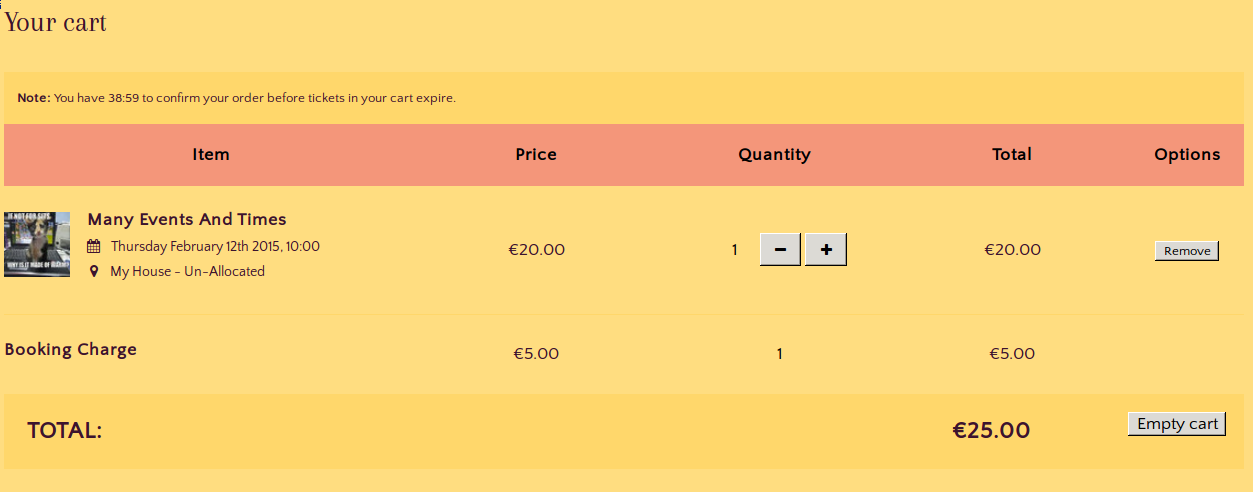 Your cart
Note: You have 38:59 to confirm your order before tickets in your cart expire.
Item Price Quantity Total Options
Many Events And Times
Thursday February 12th 2015, 10:00
My House - Un-Allocated
€20.00 1 − + €20.00 Remove
Booking Charge €5.00 1 €5.00
TOTAL: €25.00 Empty cart